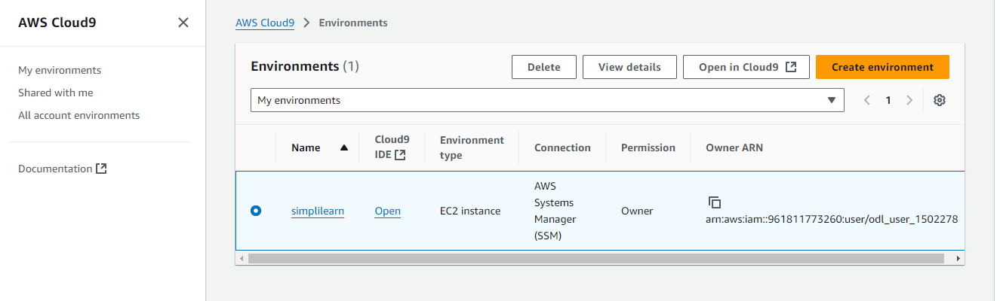 AWS Cloud9
My environments
Shared with me
All account environments
Documentation
AWS Cloud9 > Environments
Environments (1)
Delete
View details
Open in Cloud9
Create environment
My environments
1
Name
Cloud9
IDE
Environment
type
Connection
Permission
Owner ARN
simplilearn
Open
EC2 instance
AWS
Systems
Manager
(SSM)
Owner
arn:aws:iam::961811773260:user/odl_user_1502278